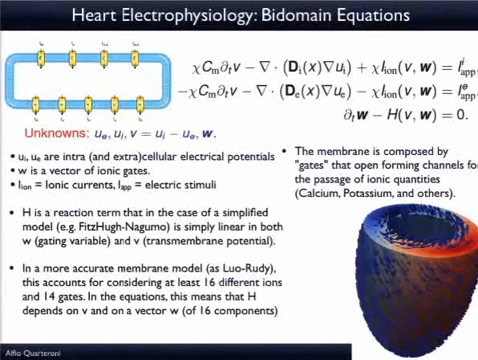 Heart Electrophysiology: Bidomain Equations
χC_m∂_t v − ∇ · (D_i(x)∇u_i) + χI_ion(v, w) = I^i_app,
−χC_m∂_t v − ∇ · (D_e(x)∇u_e) − χI_ion(v, w) = I^e_app,
∂_t w − H(v, w) = 0.
Unknowns: u_e, u_i, v = u_i − u_e, w.
• u_i, u_e are intra (and extra)cellular electrical potentials
• w is a vector of ionic gates.
• I_ion = Ionic currents, I_app = electric stimuli
• H is a reaction term that in the case of a simplified
model (e.g. FitzHugh-Nagumo) is simply linear in both
w (gating variable) and v (transmembrane potential).
• In a more accurate membrane model (as Luo-Rudy),
this accounts for considering at least 16 different ions
and 14 gates. In the equations, this means that H
depends on v and on a vector w (of 16 components)
• The membrane is composed by
"gates" that open forming channels for
the passage of ionic quantities
(Calcium, Potassium, and others).
Alfio Quarteroni